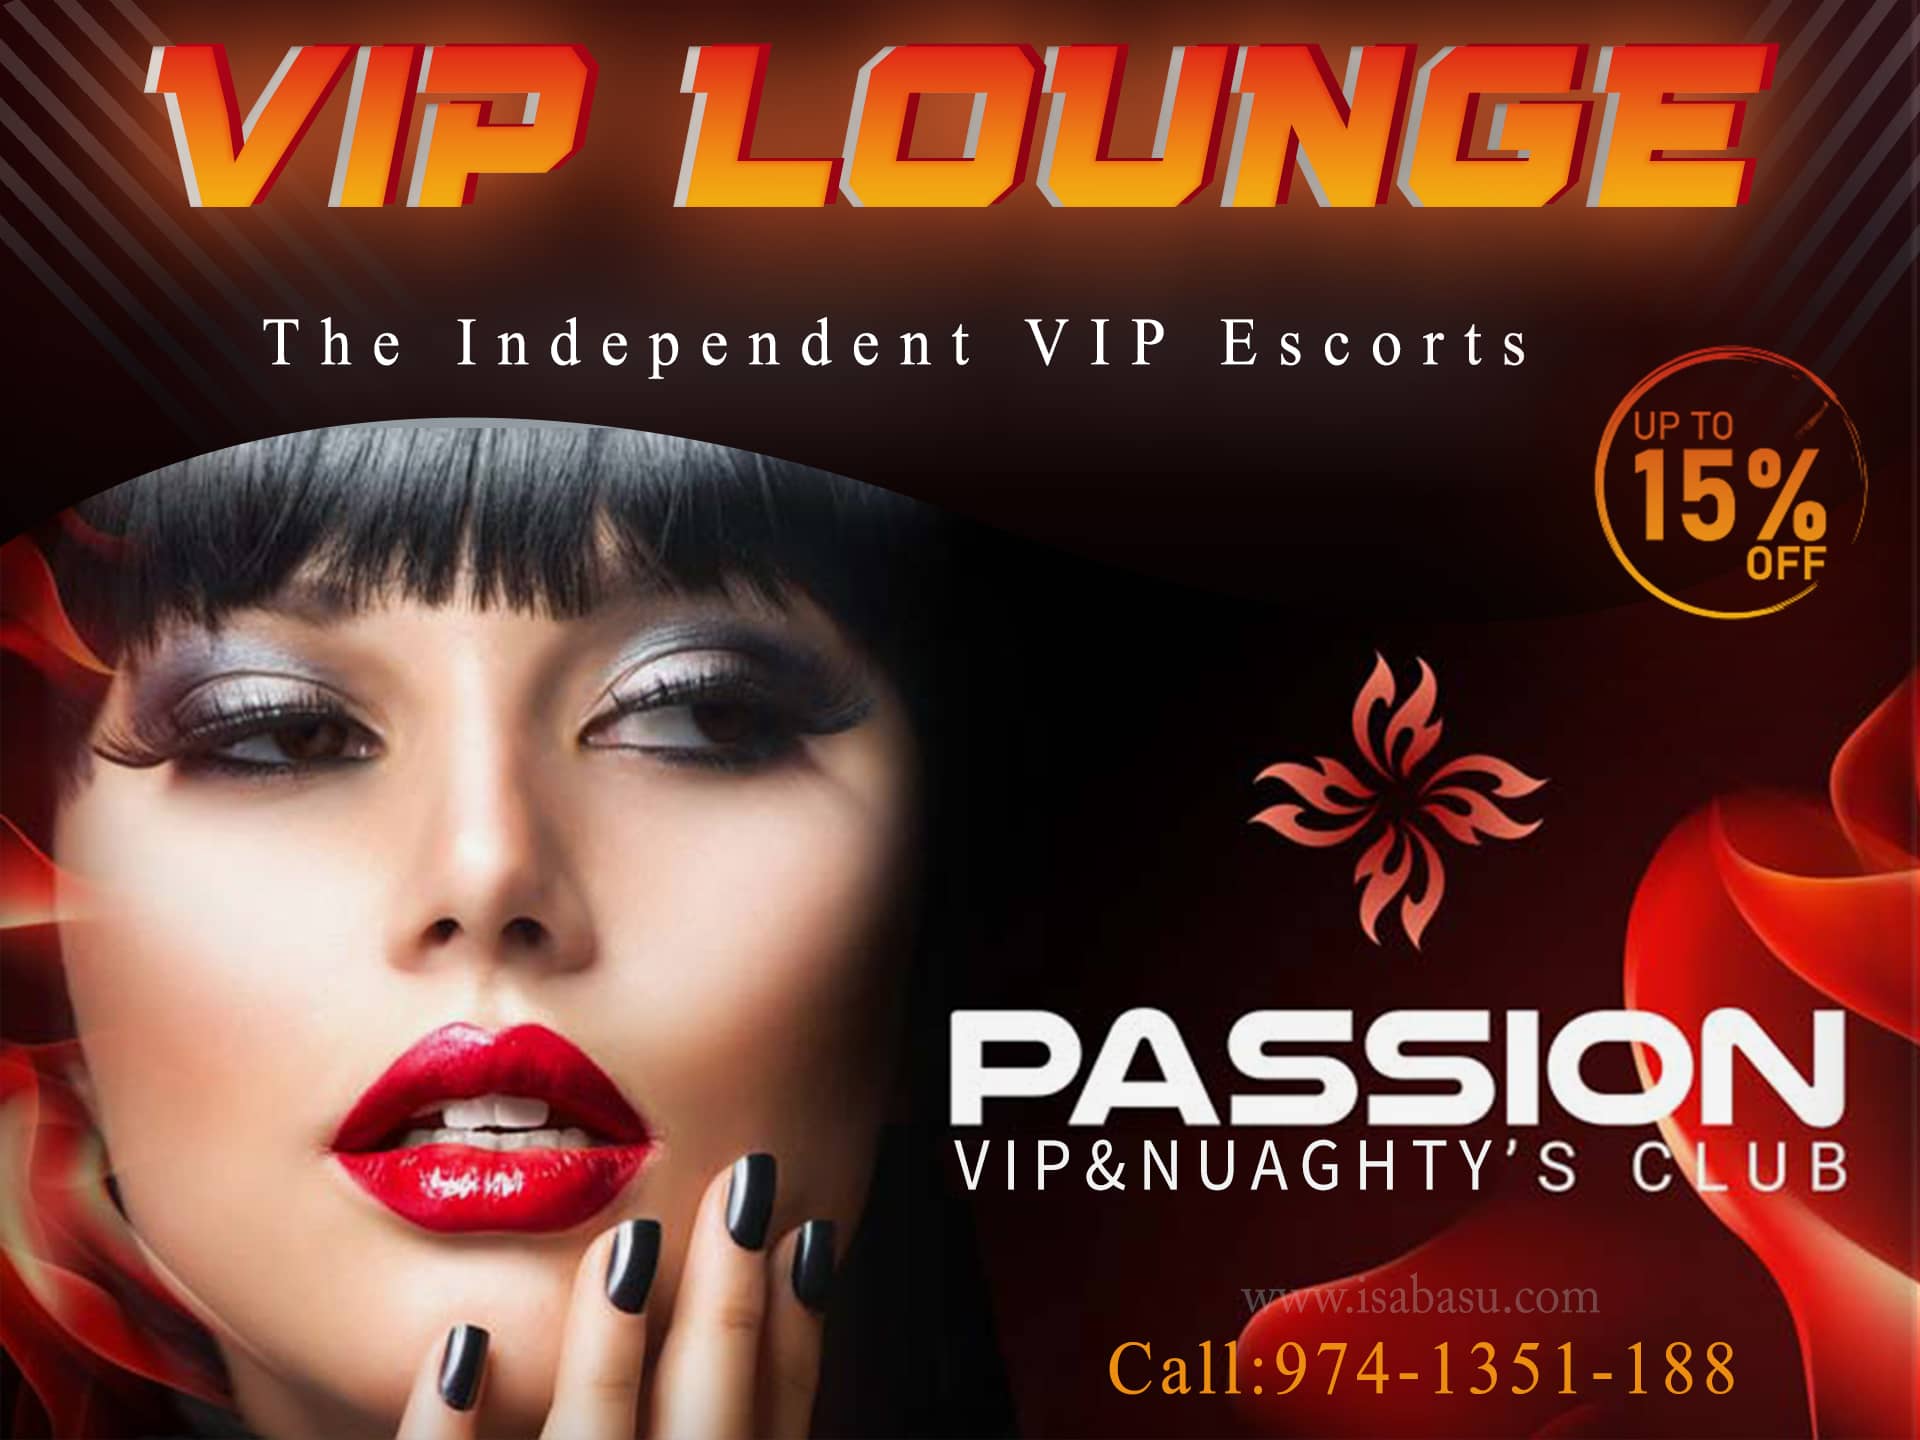 VIP LOUNGE
The Independent VIP Escorts
UP TO
15%
OFF
PASSION
VIP&NUAGHTY'S CLUB
www.isabasu.com
Call:974-1351-188